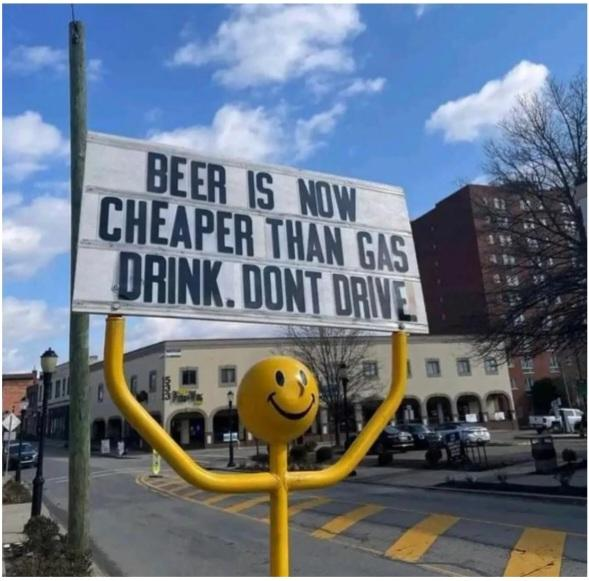 BEER IS NOW
CHEAPER THAN GAS
DRINK. DONT DRIVE.